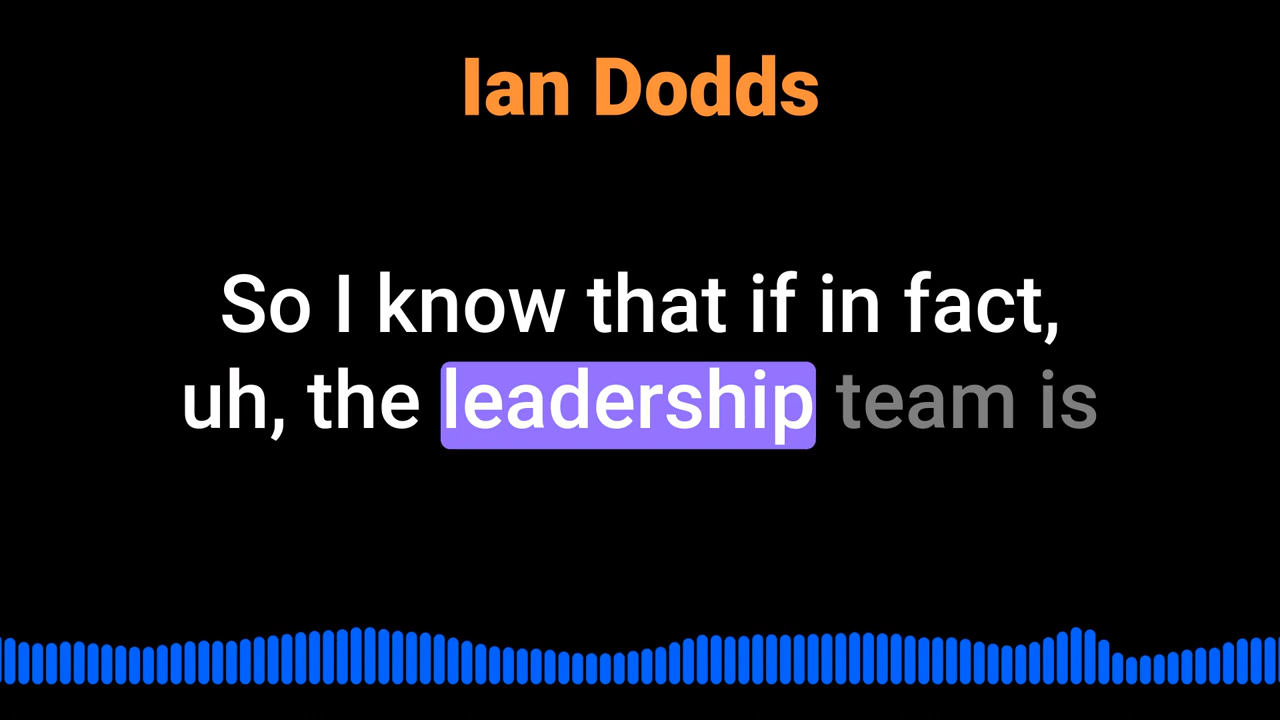 Ian Dodds
So I know that if in fact,
uh, the leadership team is